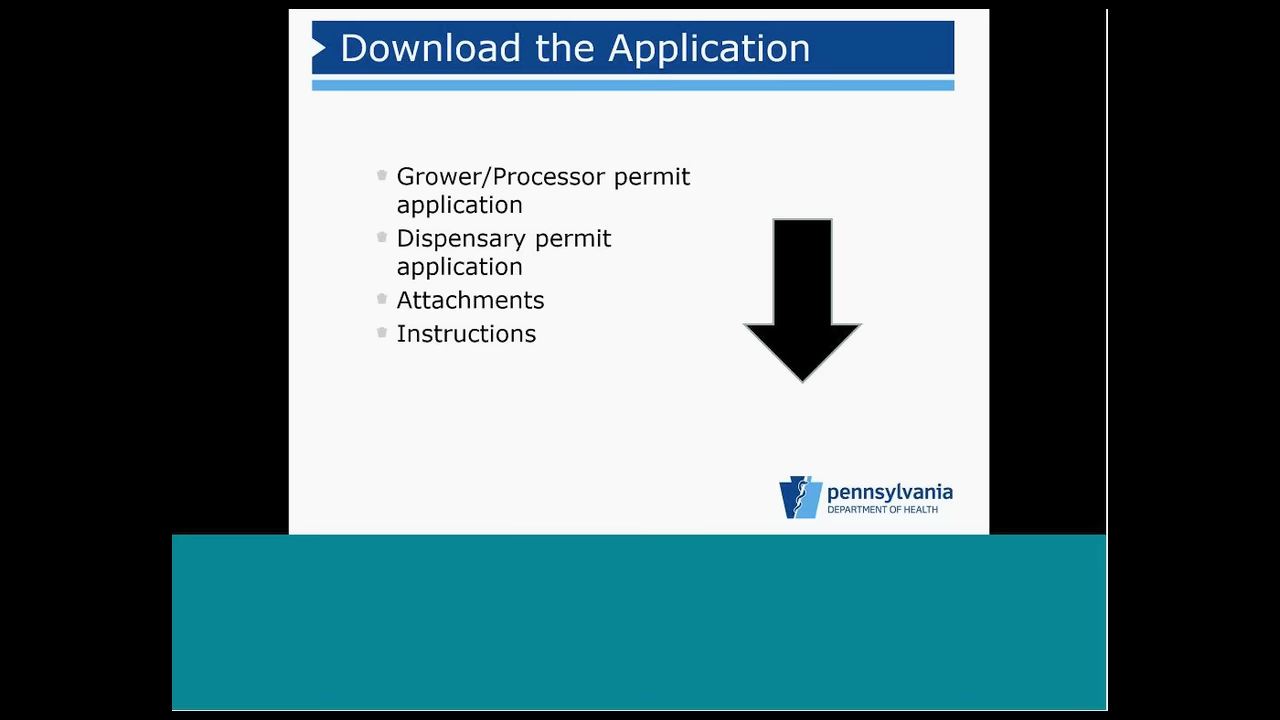 Download the Application
Grower/Processor permit
application
Dispensary permit
application
Attachments
Instructions
pennsylvania
DEPARTMENT OF HEALTH